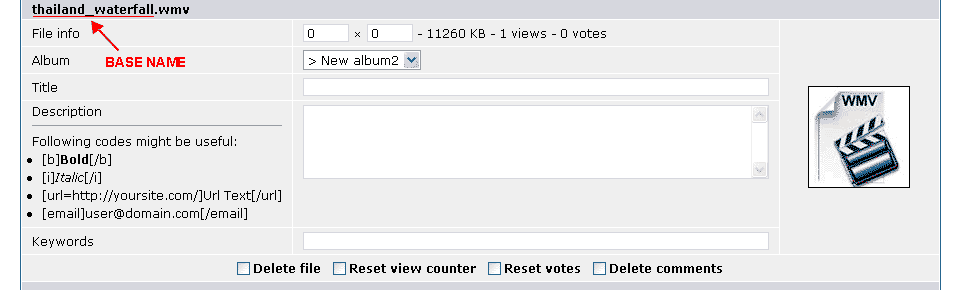 thailand_waterfall.wmv
File info 0 × 0 - 11260 KB - 1 views - 0 votes
BASE NAME
Album > New album2
Title
Description
Following codes might be useful:
• [b]Bold[/b]
• [i]Italic[/i]
• [url=http://yoursite.com/]Url Text[/url]
• [email]user@domain.com[/email]
WMV
Keywords
Delete file Reset view counter Reset votes Delete comments